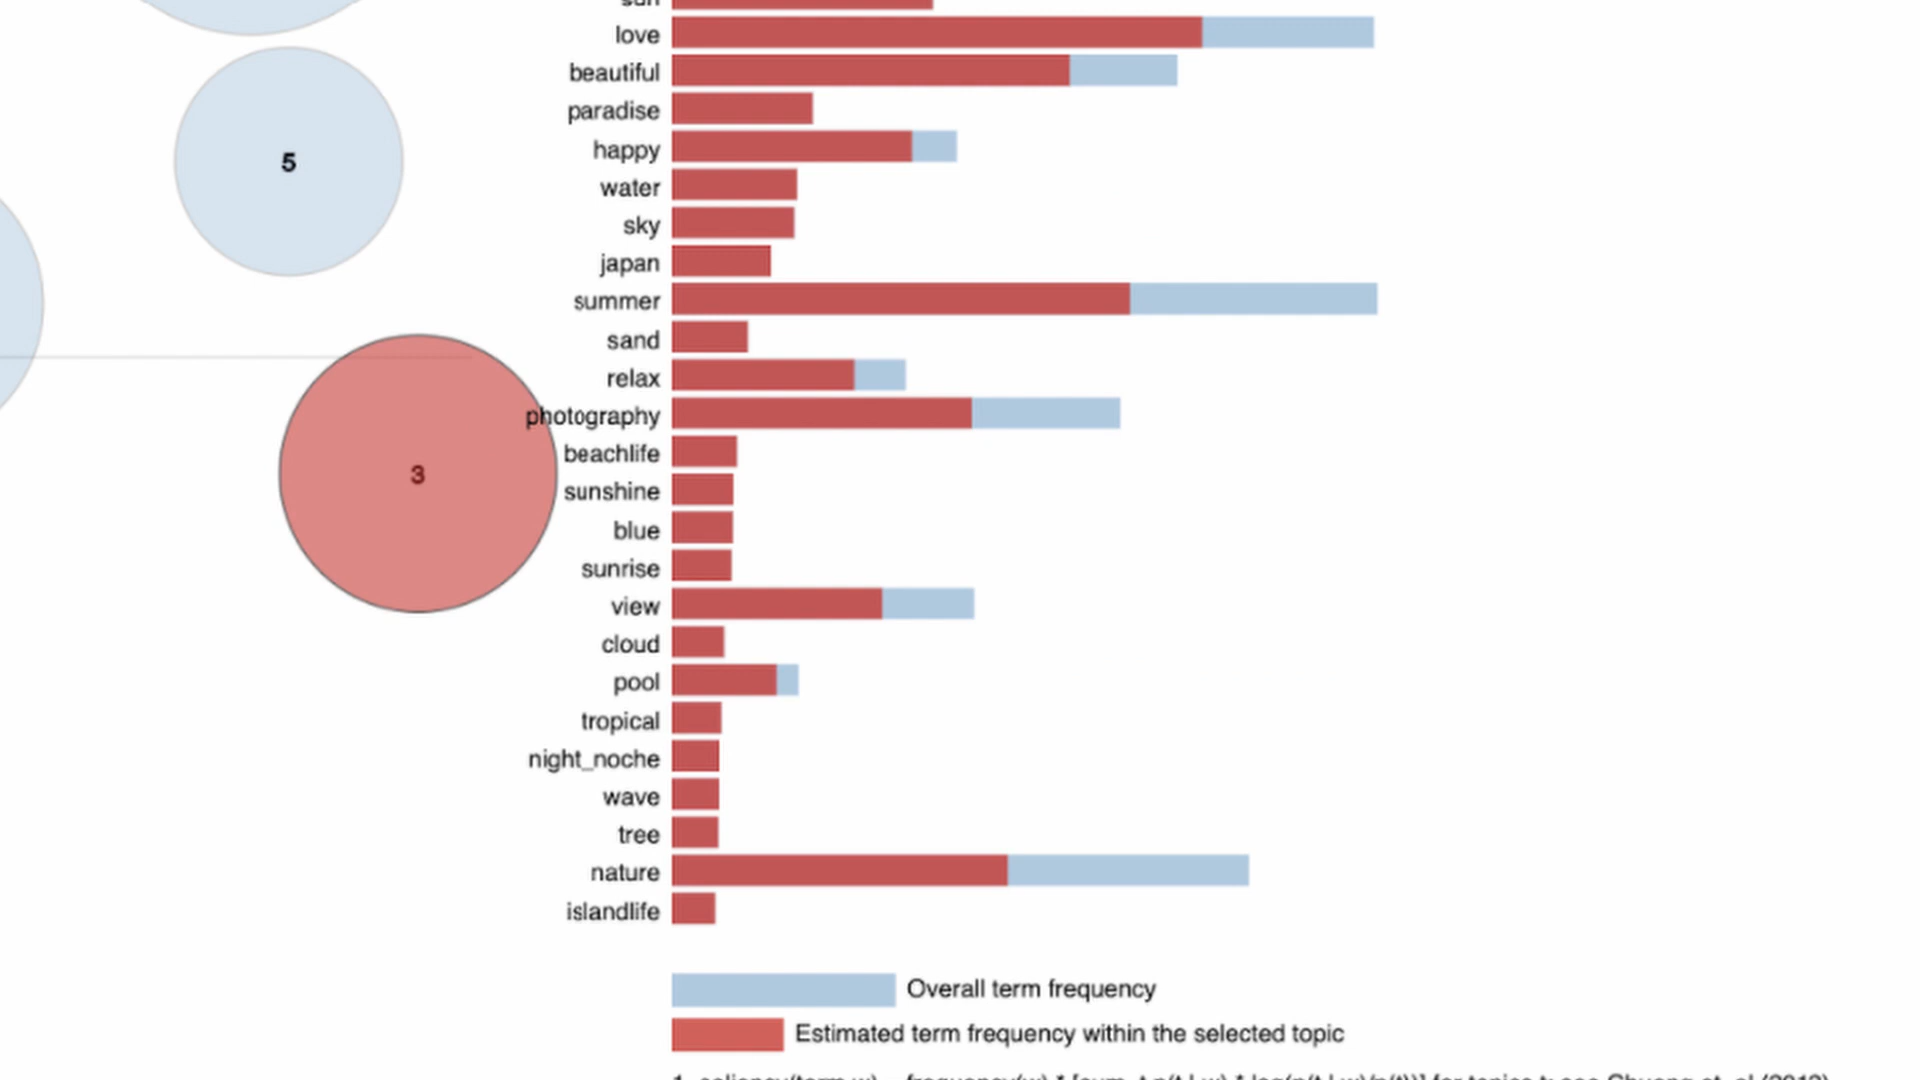 sun
love
beautiful
paradise
happy
water
5
sky
japan
summer
sand
relax
photography
beachlife
3
sunshine
blue
sunrise
view
cloud
pool
tropical
night_noche
wave
tree
nature
islandlife
Overall term frequency
Estimated term frequency within the selected topic